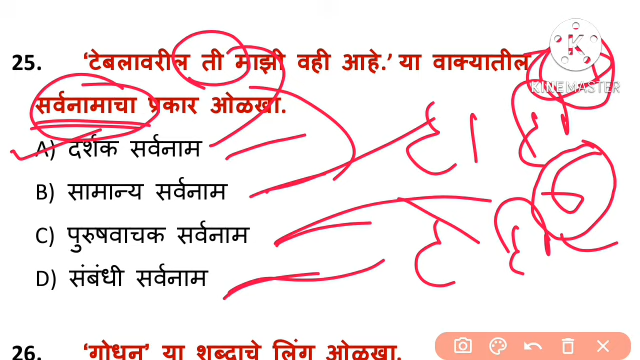 25. 'टेबलावरील ती माझी वही आहे.' या वाक्यातील
सर्वनामाचा प्रकार ओळखा.
A) दर्शक सर्वनाम
B) सामान्य सर्वनाम
C) पुरुषवाचक सर्वनाम
D) संबंधी सर्वनाम
26. 'गोधन' या शब्दाचे लिंग ओळखा.
KINEMASTER